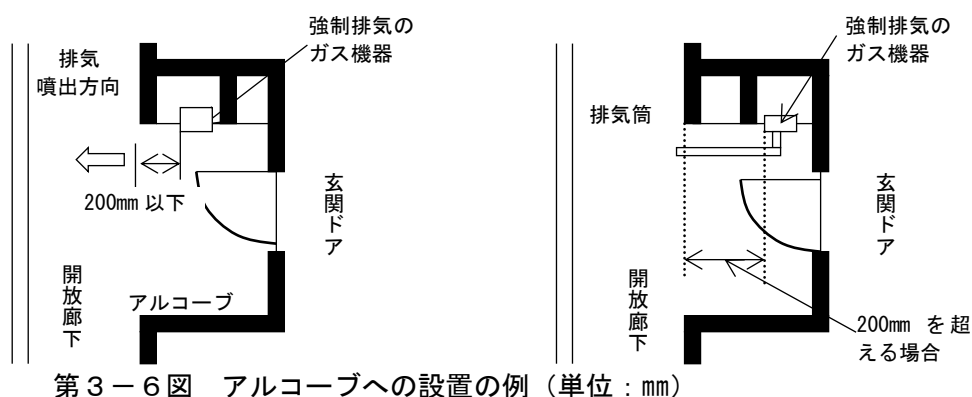 排気
噴出方向
強制排気の
ガス機器
200mm 以下
玄関ドア
開放廊下
アルコーブ
強制排気の
ガス機器
排気筒
玄関ドア
開放廊下
200mm を超
える場合
第3-6図 アルコーブへの設置の例(単位:㎜)